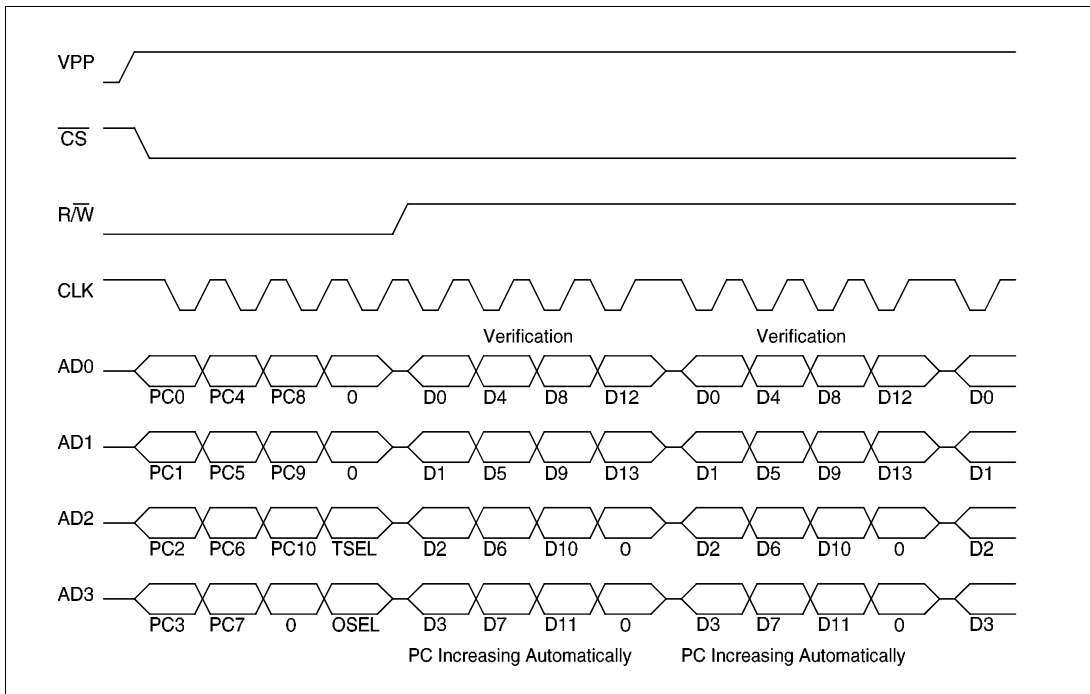 VPP
CS
R/W
CLK
Verification Verification
AD0
PC0 PC4 PC8 0 D0 D4 D8 D12 D0 D4 D8 D12 D0
AD1
PC1 PC5 PC9 0 D1 D5 D9 D13 D1 D5 D9 D13 D1
AD2
PC2 PC6 PC10 TSEL D2 D6 D10 0 D2 D6 D10 0 D2
AD3
PC3 PC7 0 OSEL D3 D7 D11 0 D3 D7 D11 0 D3
PC Increasing Automatically PC Increasing Automatically